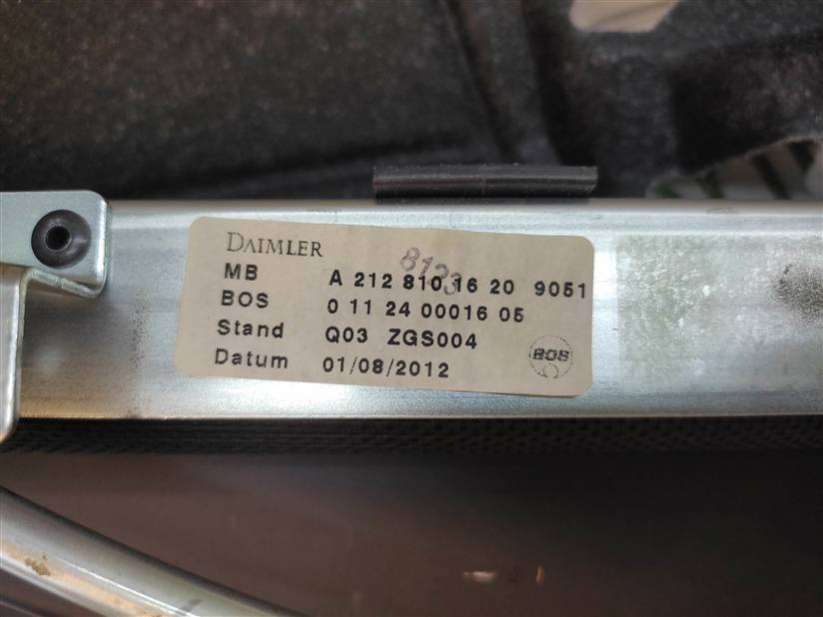 DAIMLER
8123
MB A 212 810 16 20 9051
BOS 0 11 24 00016 05
Stand Q03 ZGS004
Datum 01/08/2012
BOS